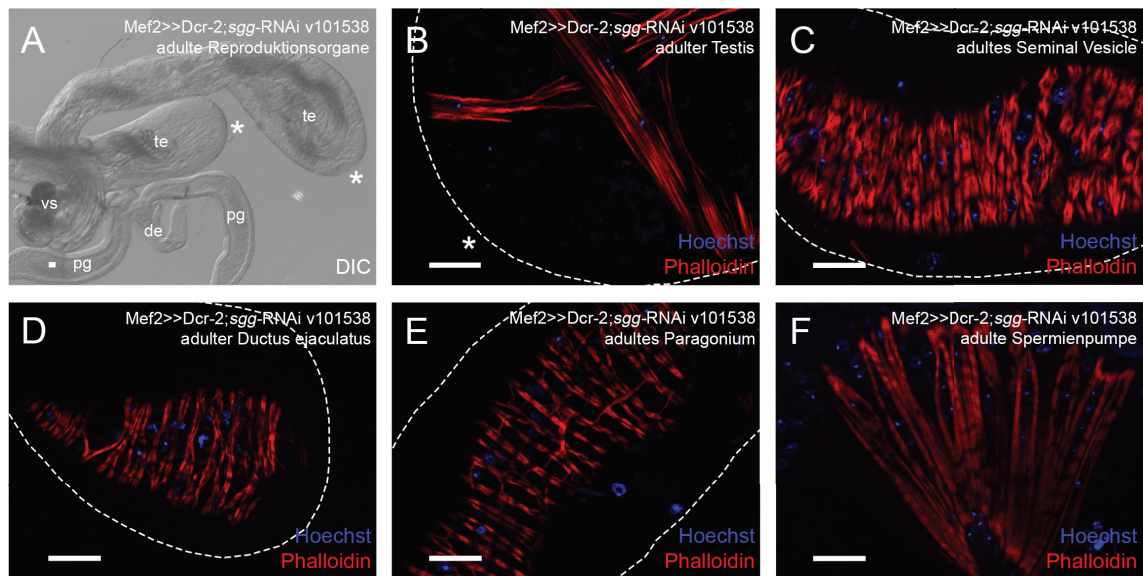 A
Mef2>>Dcr-2;sgg-RNAi v101538
adulte Reproduktionsorgane
te
*
te
*
vs
de
pg
pg
DIC
B
Mef2>>Dcr-2;sgg-RNAi v101538
adulter Testis
*
Hoechst
Phalloidin
C
Mef2>>Dcr-2;sgg-RNAi v101538
adultes Seminal Vesicle
Hoechst
Phalloidin
D
Mef2>>Dcr-2;sgg-RNAi v101538
adulter Ductus ejaculatus
Hoechst
Phalloidin
E
Mef2>>Dcr-2;sgg-RNAi v101538
adultes Paragonium
Hoechst
Phalloidin
F
Mef2>>Dcr-2;sgg-RNAi v101538
adulte Spermienpumpe
Hoechst
Phalloidin